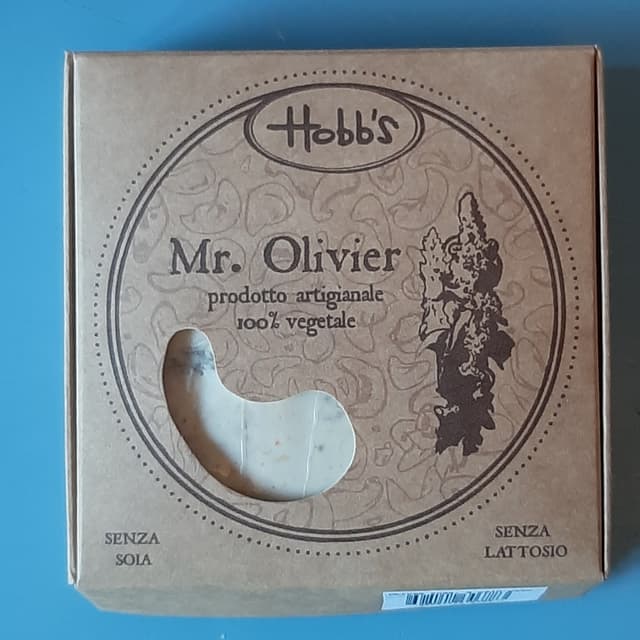 Hobb's
Mr. Olivier
prodotto artigianale
100% vegetale
SENZA
SOIA
SENZA
LATTOSIO